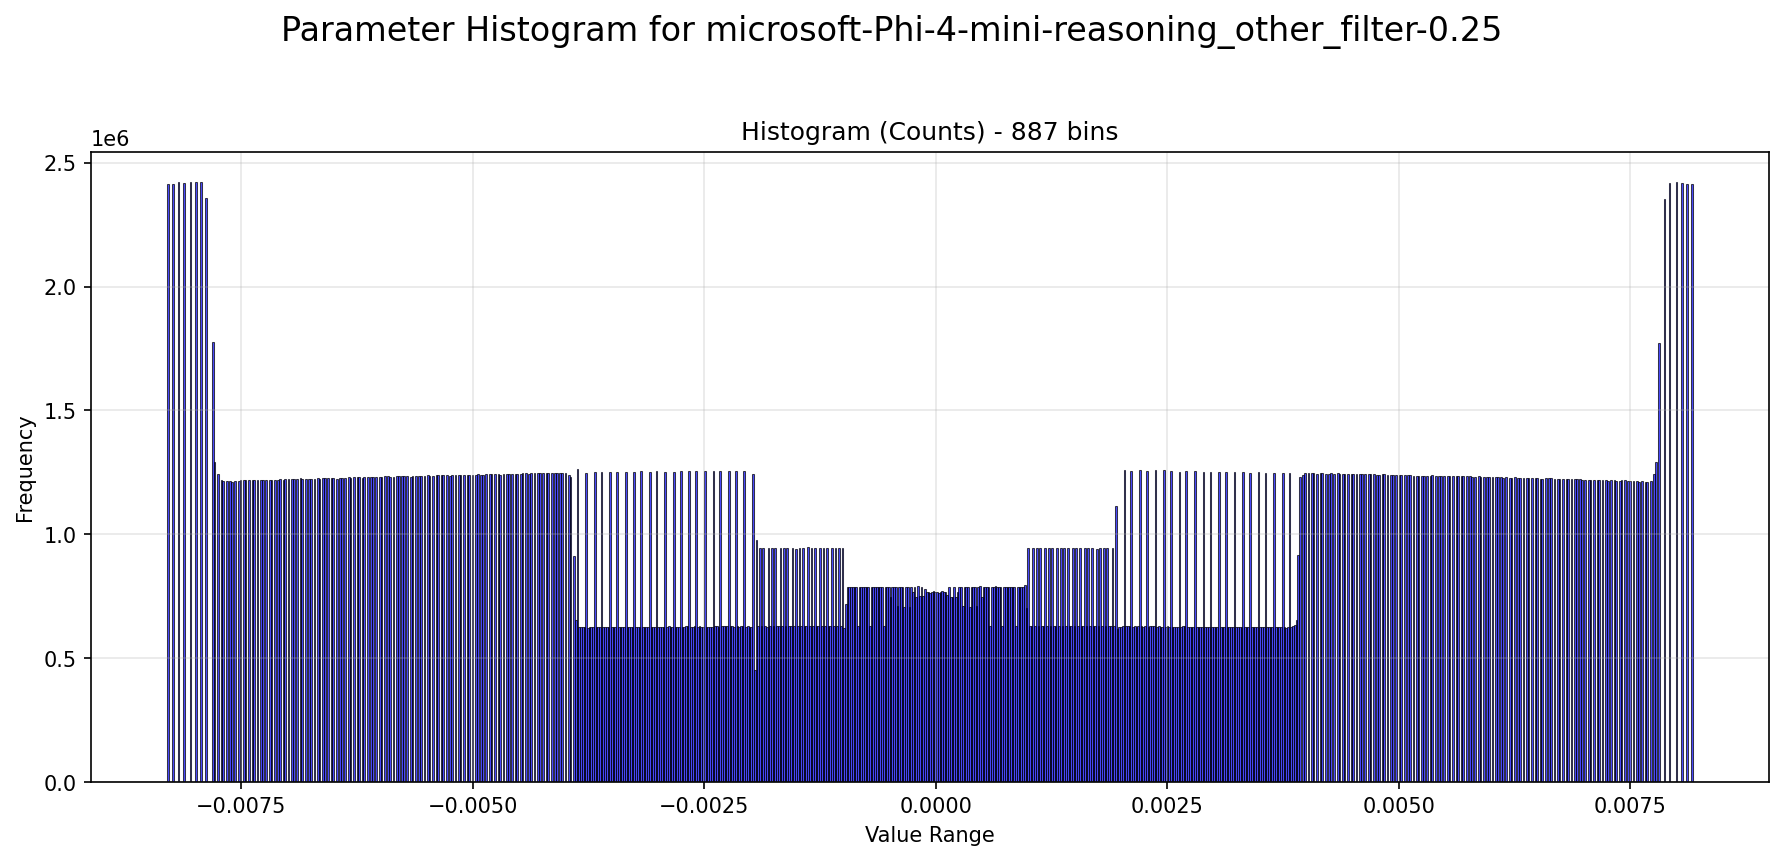 Parameter Histogram for microsoft-Phi-4-mini-reasoning_other_filter-0.25
Histogram (Counts) - 887 bins
1e6
2.5
2.0
1.5
1.0
0.5
0.0
Frequency
−0.0075 −0.0050 −0.0025 0.0000 0.0025 0.0050 0.0075
Value Range